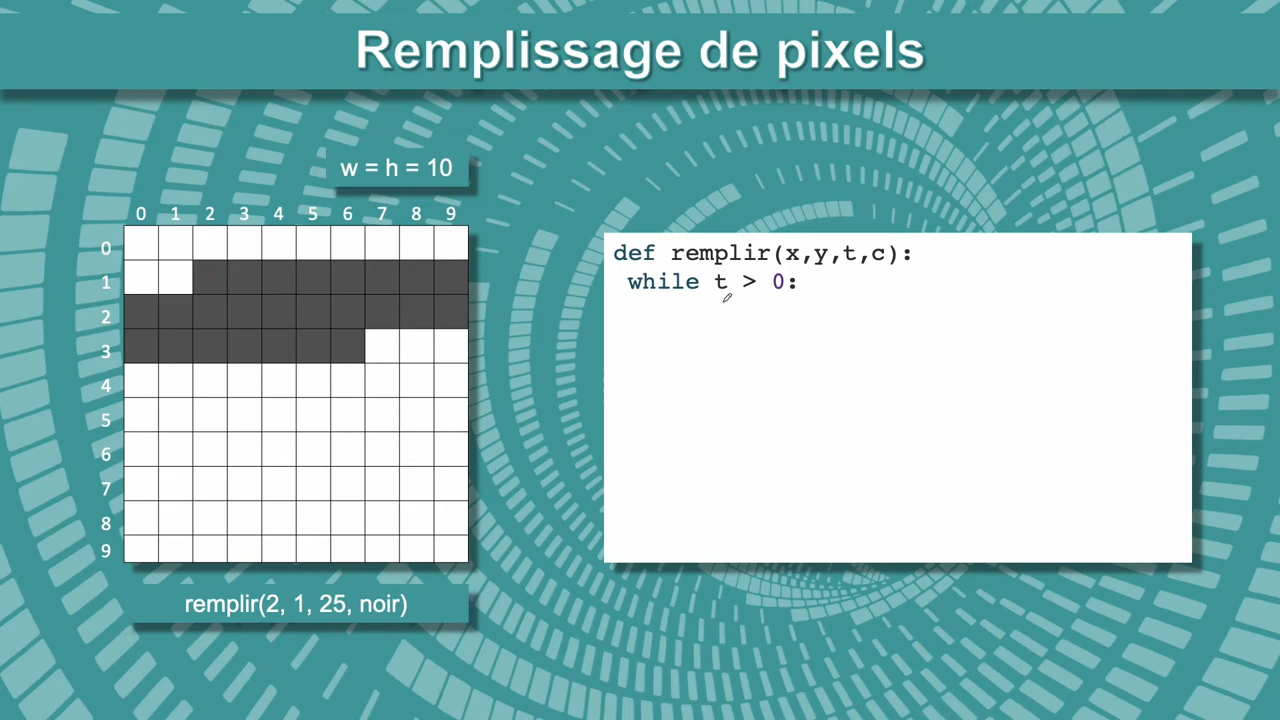 Remplissage de pixels
w = h = 10
0 1 2 3 4 5 6 7 8 9
0
1
2
3
4
5
6
7
8
9
remplir(2, 1, 25, noir)
def remplir(x,y,t,c):
while t > 0: